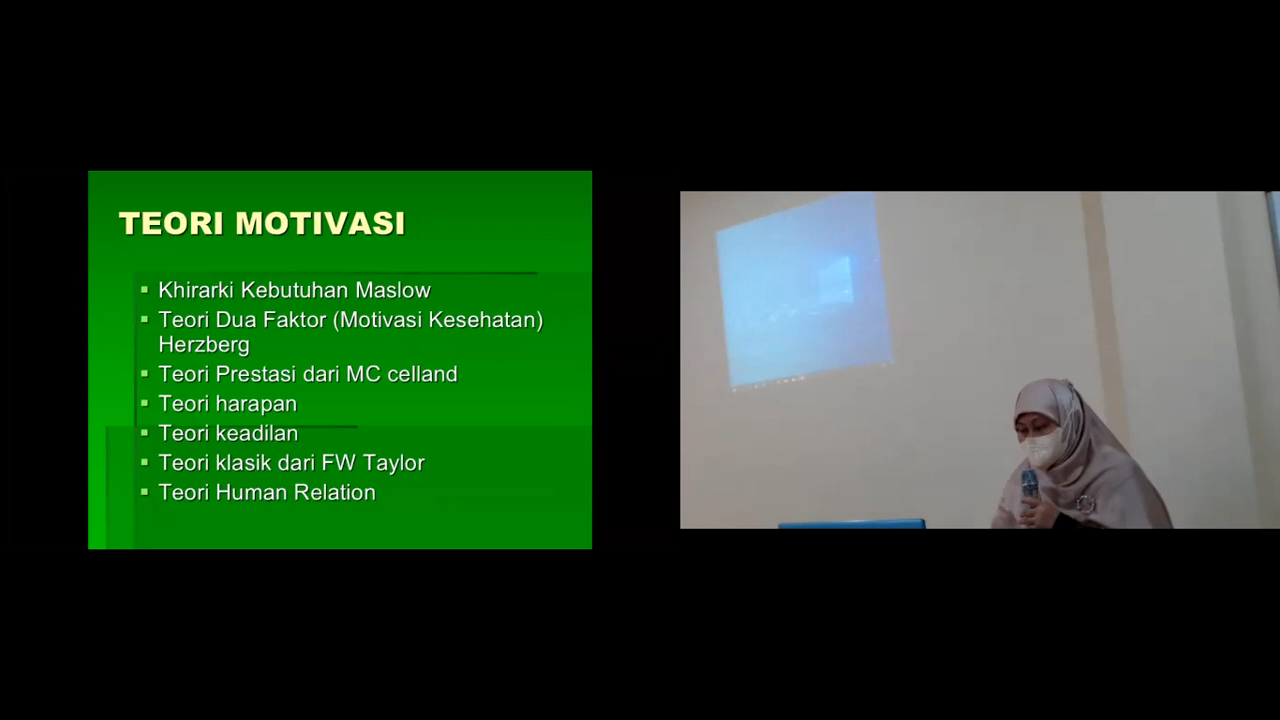 TEORI MOTIVASI
Khirarki Kebutuhan Maslow
Teori Dua Faktor (Motivasi Kesehatan)
Herzberg
Teori Prestasi dari MC celland
Teori harapan
Teori keadilan
Teori klasik dari FW Taylor
Teori Human Relation